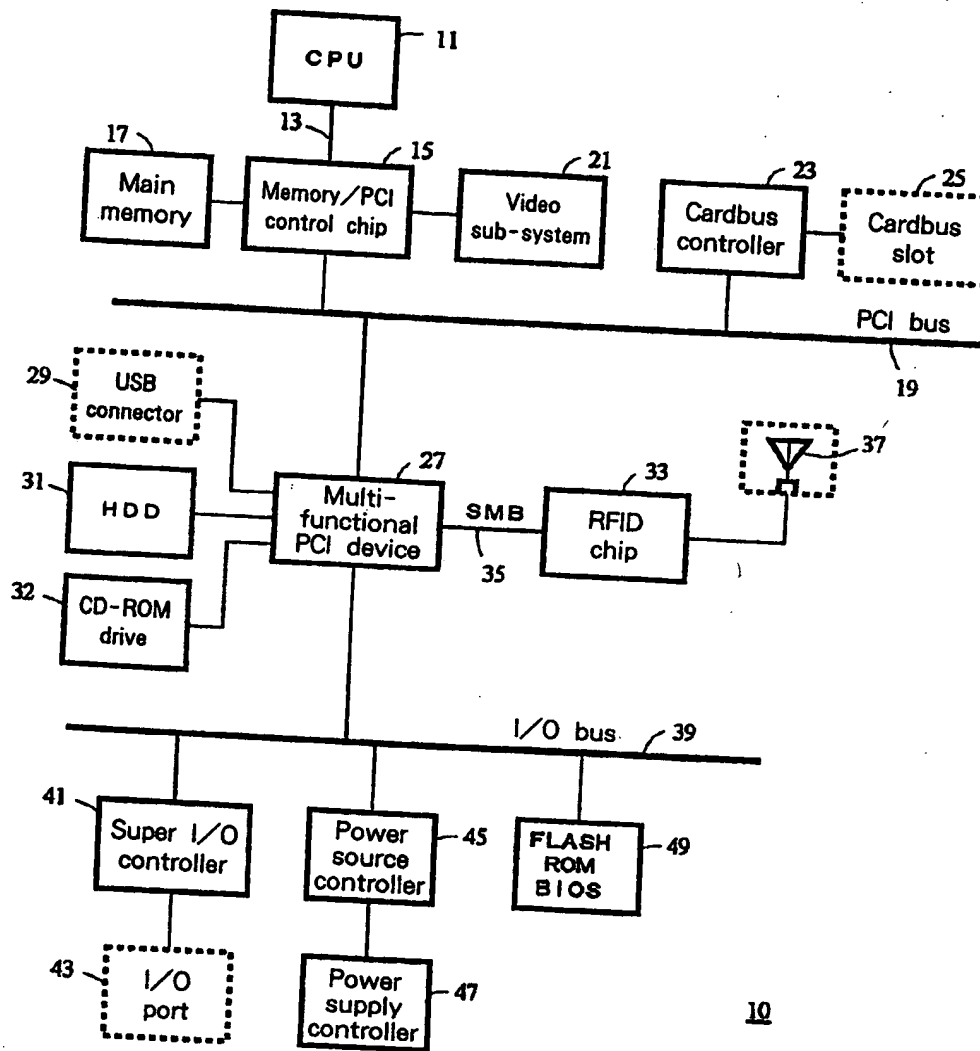 CPU
11
13
17
Main
memory
15
Memory/PCI
control chip
21
Video
sub-system
23
Cardbus
controller
25
Cardbus
slot
PCI bus
19
29
USB
connector
31
HDD
32
CD-ROM
drive
27
Multi-
functional
PCI device
SMB
35
33
RFID
chip
37
I/O bus
39
41
Super I/O
controller
43
I/O
port
45
Power
source
controller
47
Power
supply
controller
49
FLASH
ROM
BIOS
10